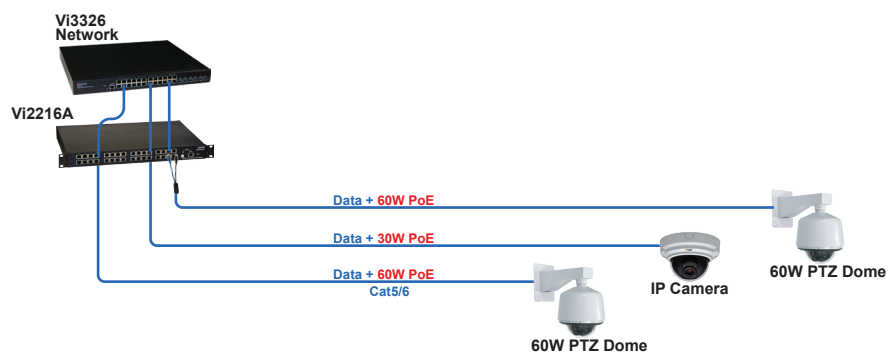 Vi3326
Network
Vi2216A
Data + 60W PoE
Data + 30W PoE
IP Camera
60W PTZ Dome
Data + 60W PoE
Cat5/6
60W PTZ Dome